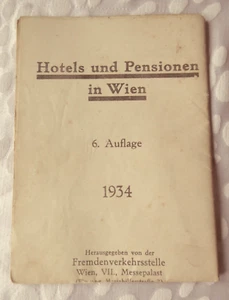 Hotels und Pensionen
in Wien
6. Auflage
1934
Herausgegeben von der
Fremdenverkehrsstelle
Wien, VII., Messepalast